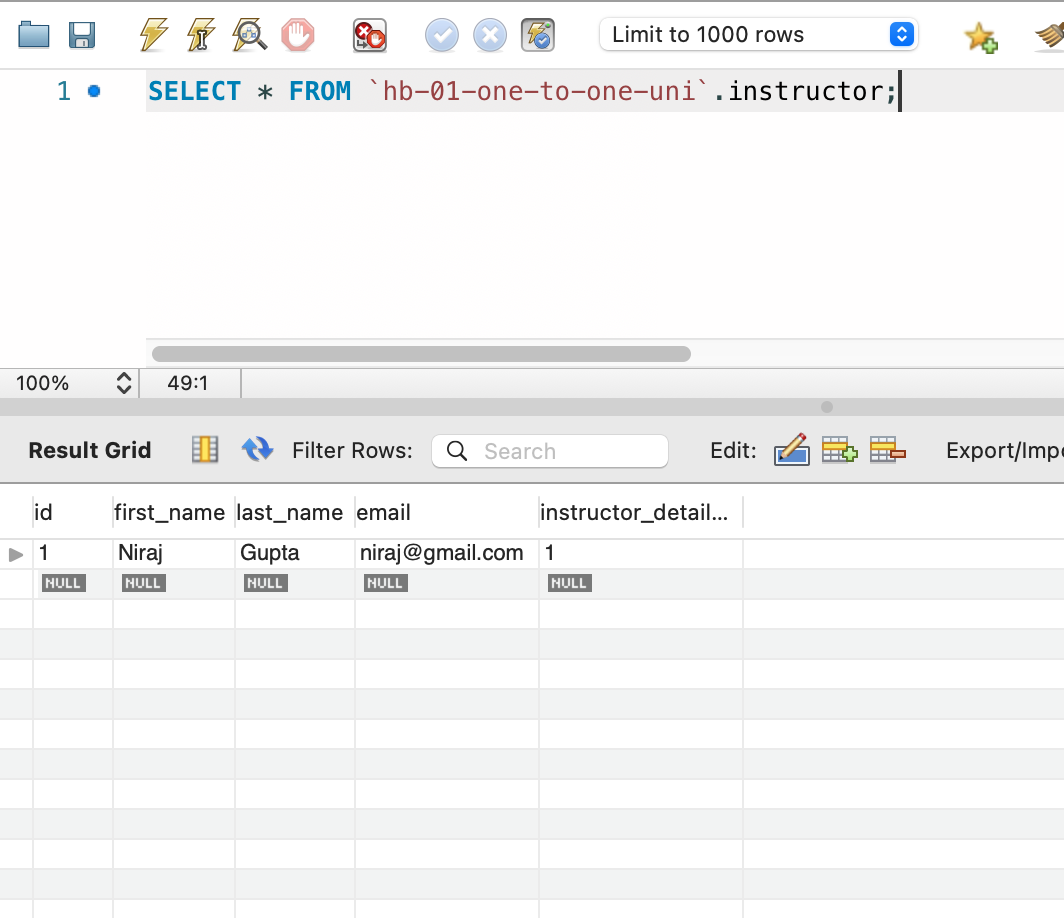 Limit to 1000 rows
1 SELECT * FROM `hb-01-one-to-one-uni`.instructor;
100% 49:1
Result Grid Filter Rows: Search Edit: Export/Impo
id first_name last_name email instructor_detail...
1 Niraj Gupta niraj@gmail.com 1
NULL NULL NULL NULL NULL